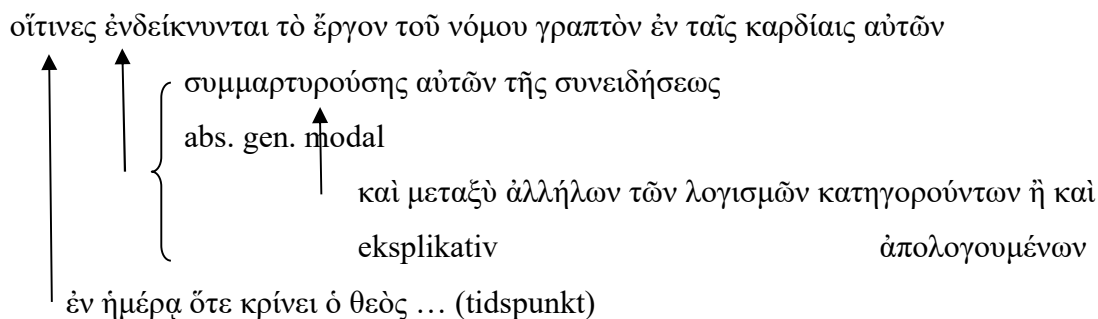 οἵτινες ἐνδείκνυνται τὸ ἔργον τοῦ νόμου γραπτὸν ἐν ταῖς καρδίαις αὐτῶν
συμμαρτυρούσης αὐτῶν τῆς συνειδήσεως
abs. gen. modal
καὶ μεταξὺ ἀλλήλων τῶν λογισμῶν κατηγορούντων ἢ καὶ
eksplikativ ἀπολογουμένων
ἐν ἡμέρᾳ ὅτε κρίνει ὁ θεὸς … (tidspunkt)